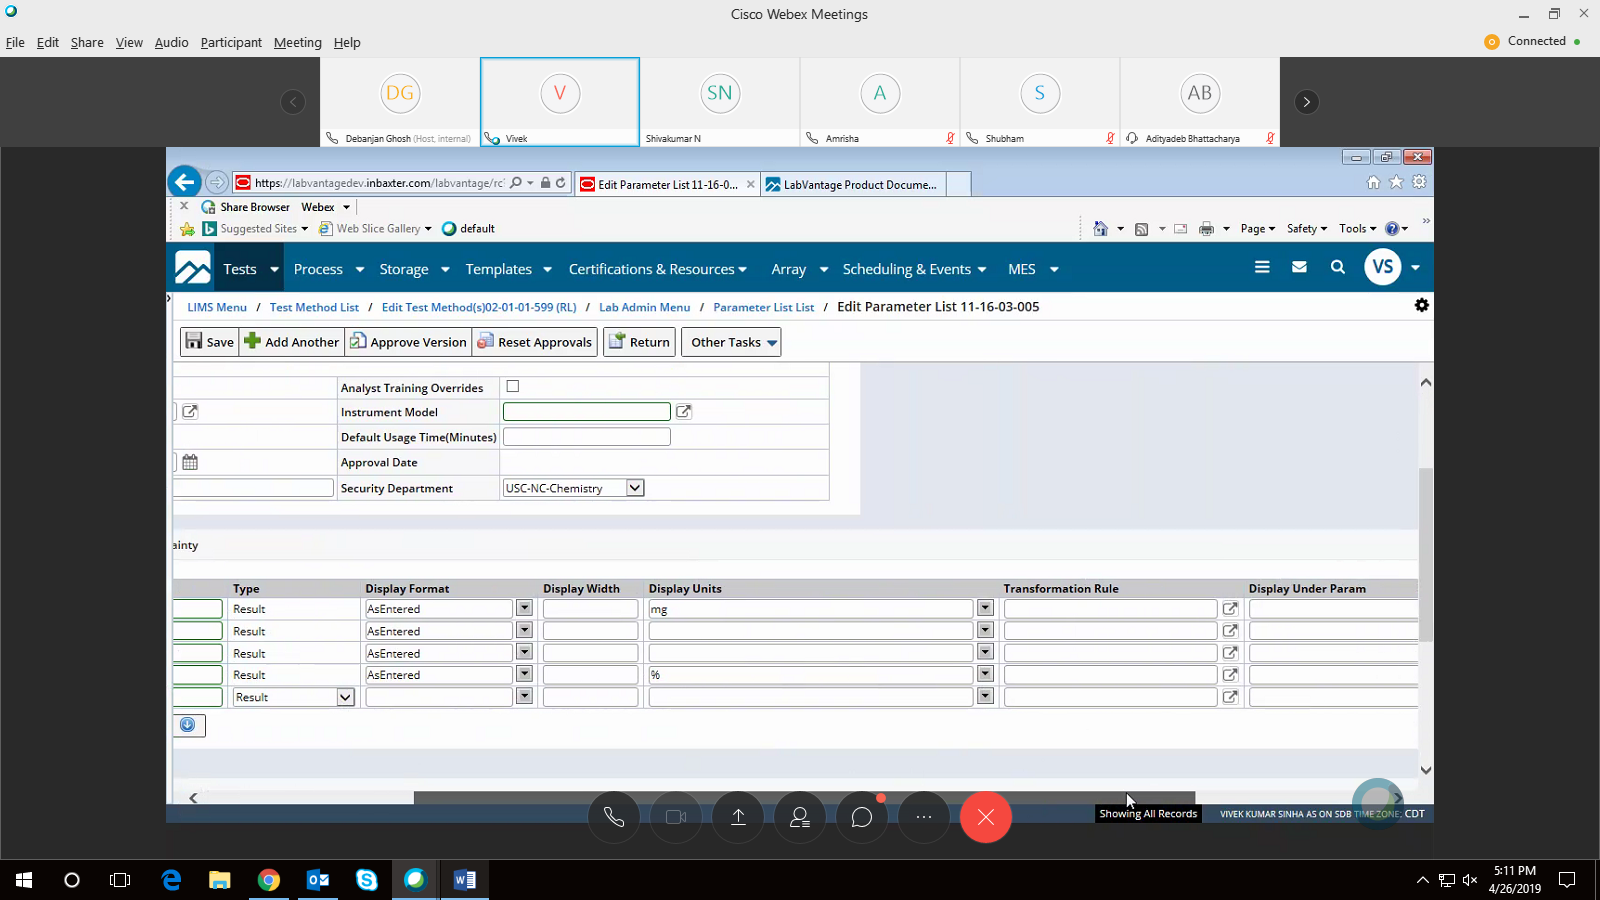 Cisco Webex Meetings
File Edit Share View Audio Participant Meeting Help
Connected
DG V SN A S AB
Debanjan Ghosh (Host, internal) Vivek Shivakumar N Amrisha Shubham Adityadeb Bhattacharya
https://labvantagedev.inbaxter.com/labvantage/rc Edit Parameter List 11-16-0... LabVantage Product Docume...
Share Browser Webex
Suggested Sites Web Slice Gallery default Page Safety Tools
Tests Process Storage Templates Certifications & Resources Array Scheduling & Events MES VS
LIMS Menu / Test Method List / Edit Test Method(s)02-01-01-599 (RL) / Lab Admin Menu / Parameter List List / Edit Parameter List 11-16-03-005
Save Add Another Approve Version Reset Approvals Return Other Tasks
Analyst Training Overrides
Instrument Model
Default Usage Time(Minutes)
Approval Date
Security Department USC-NC-Chemistry
ainty
Type Display Format Display Width Display Units Transformation Rule Display Under Param
Result AsEntered mg
Result AsEntered
Result AsEntered
Result AsEntered %
Result
Showing All Records VIVEK KUMAR SINHA AS ON SDB TIME ZONE: CDT
5:11 PM
4/26/2019